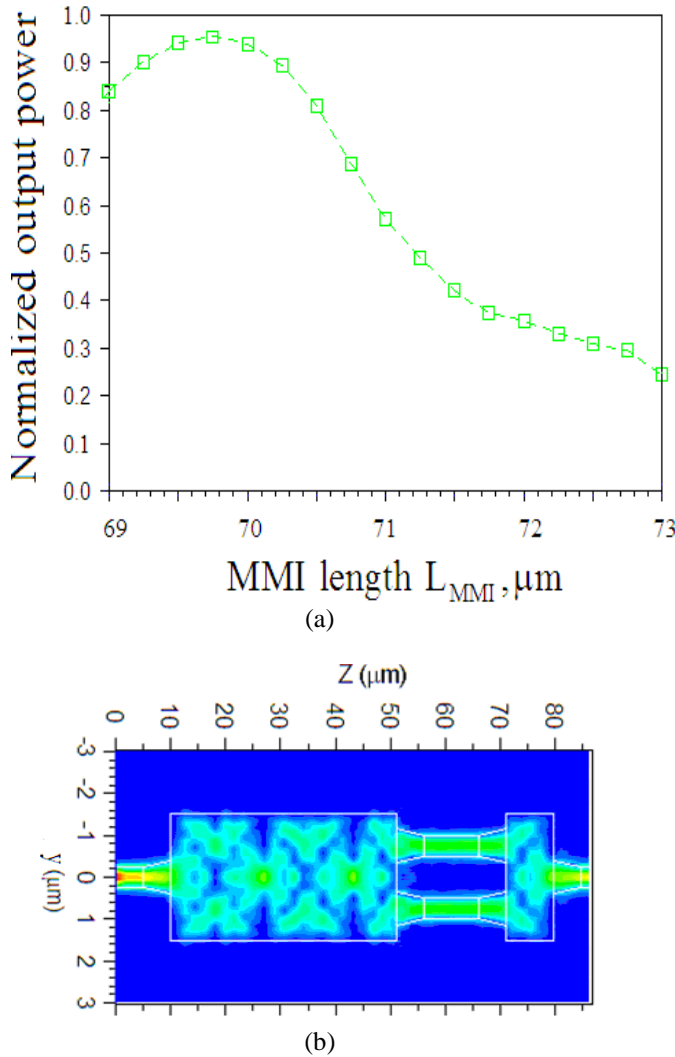 Normalized output power
1.0
0.9
0.8
0.7
0.6
0.5
0.4
0.3
0.2
0.1
0.0
69 70 71 72 73
MMI length L_MMI, μm
(a)
Z (μm)
0 10 20 30 40 50 60 70 80
-3
-2
-1
0
1
2
3
y (μm)
(b)